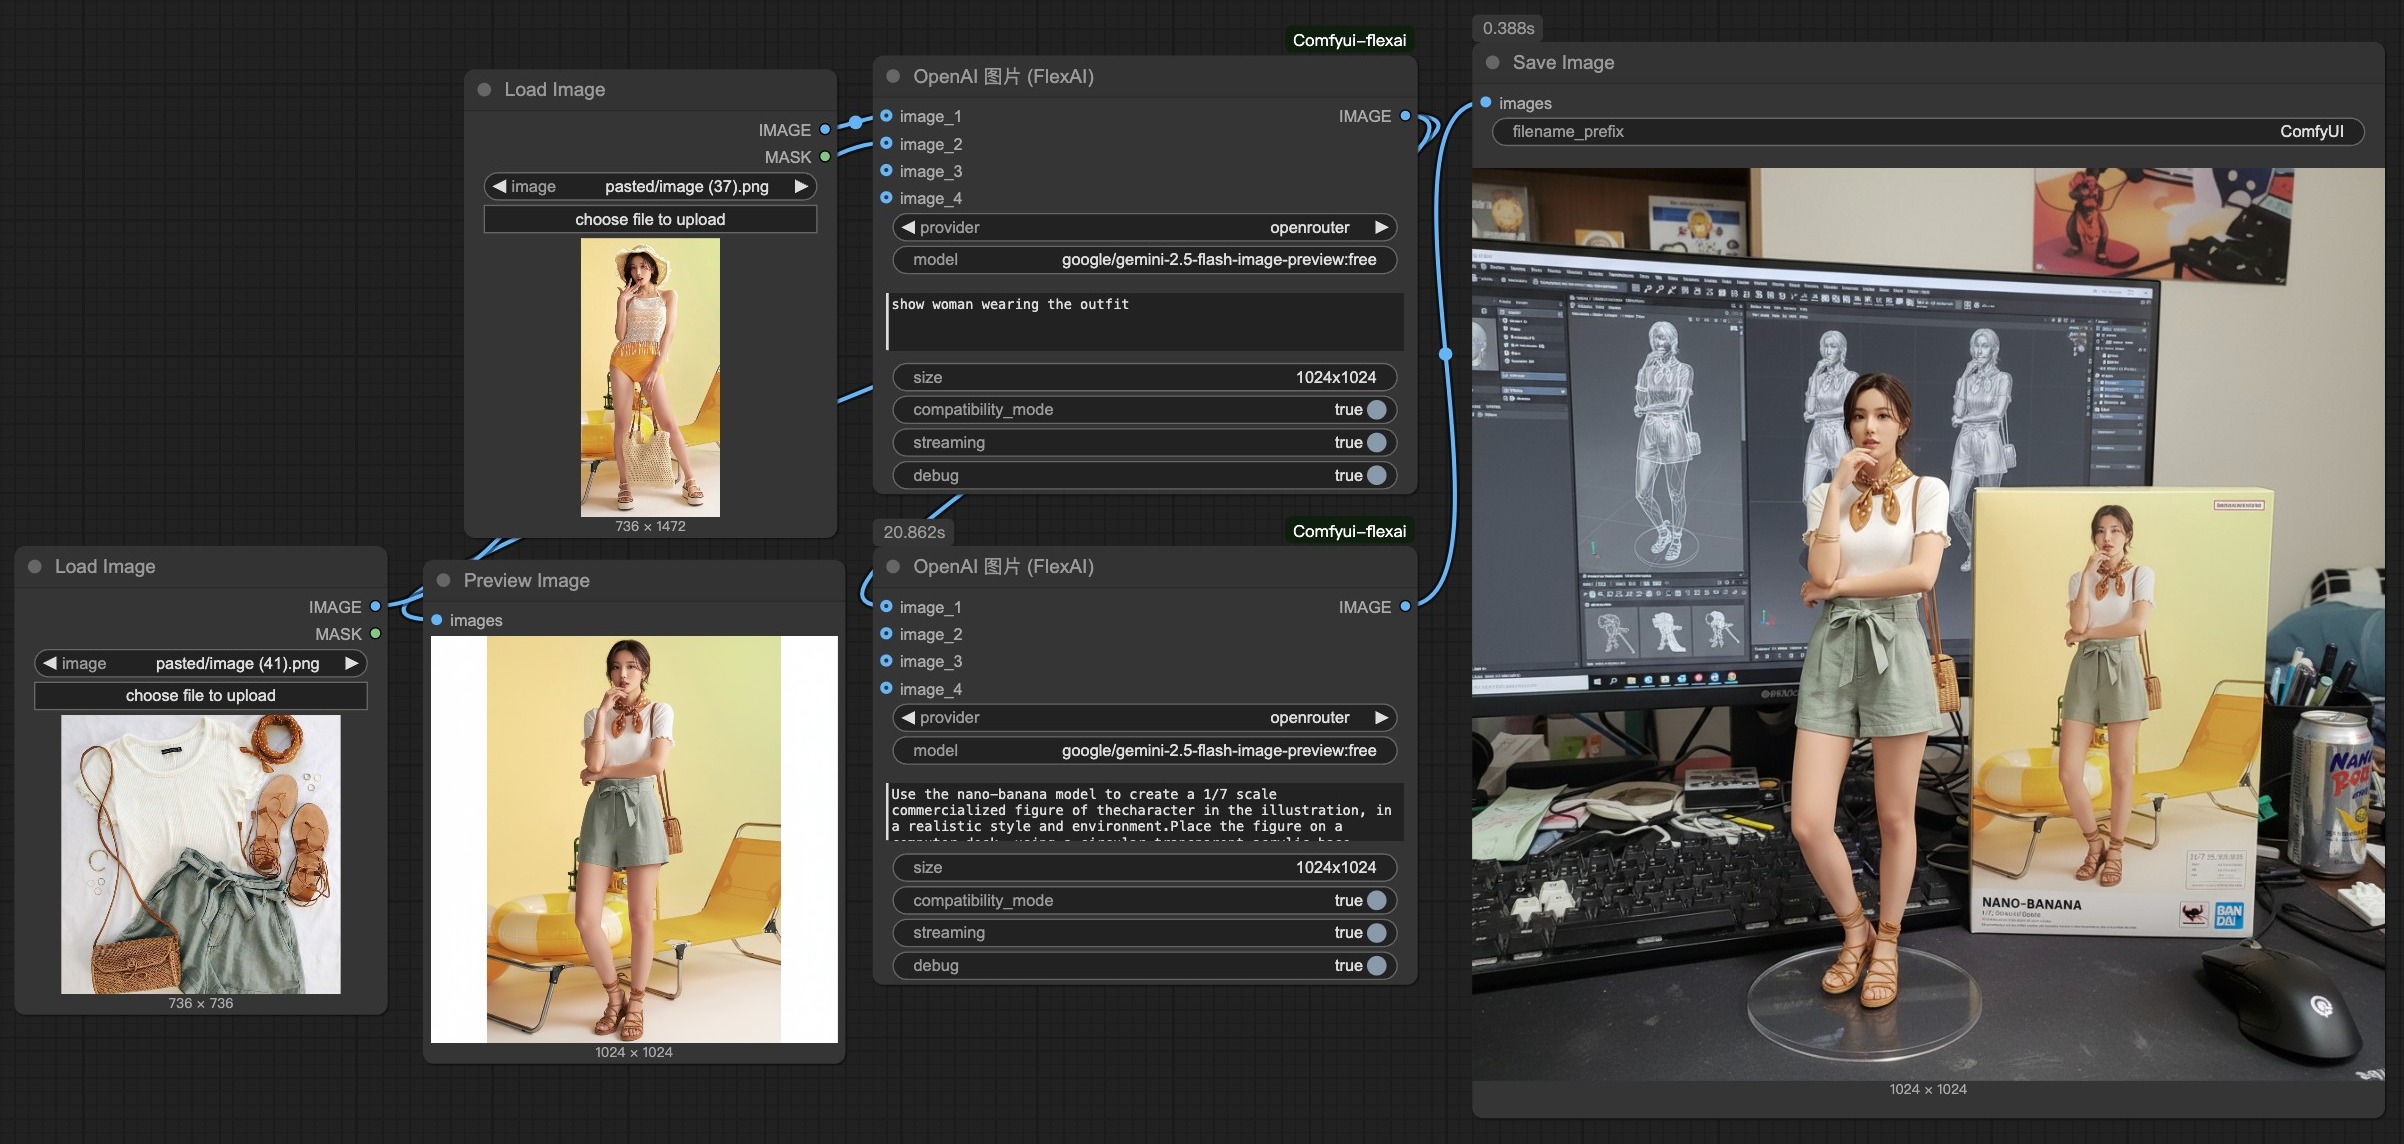 Load Image
IMAGE
MASK
image pasted/image (37).png
choose file to upload
736 × 1472
Load Image
IMAGE
MASK
image pasted/image (41).png
choose file to upload
736 × 736
Preview Image
images
1024 × 1024
Comfyui-flexai
OpenAI 图片 (FlexAI)
image_1 IMAGE
image_2
image_3
image_4
provider openrouter
model google/gemini-2.5-flash-image-preview:free
show woman wearing the outfit
size 1024x1024
compatibility_mode true
streaming true
debug true
20.862s
Comfyui-flexai
OpenAI 图片 (FlexAI)
image_1 IMAGE
image_2
image_3
image_4
provider openrouter
model google/gemini-2.5-flash-image-preview:free
Use the nano-banana model to create a 1/7 scale
commercialized figure of thecharacter in the illustration, in
a realistic style and environment.Place the figure on a
size 1024x1024
compatibility_mode true
streaming true
debug true
0.388s
Save Image
images
filename_prefix ComfyUI
NANO-BANANA
BAN
DAI
1024 × 1024